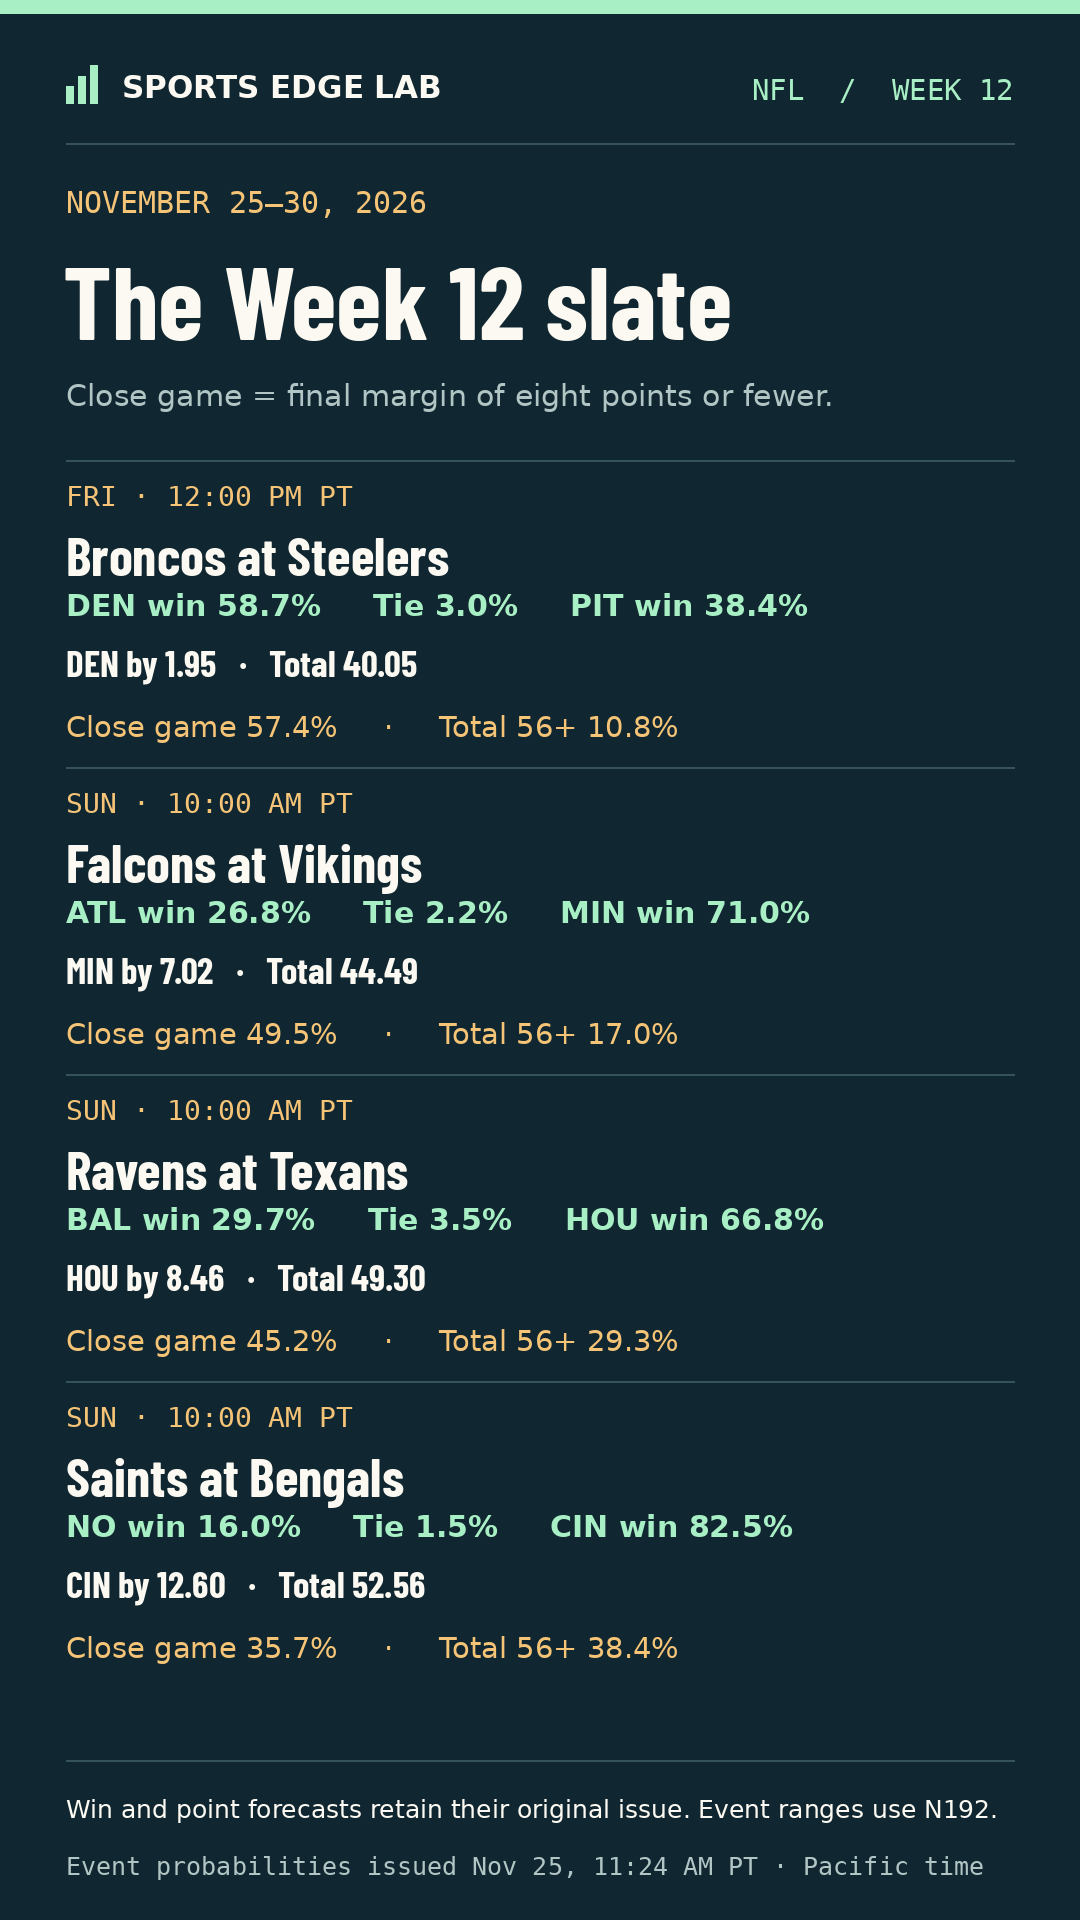 SPORTS EDGE LAB
NFL / WEEK 12
NOVEMBER 25–30, 2026
The Week 12 slate
Close game = final margin of eight points or fewer.
FRI · 12:00 PM PT
Broncos at Steelers
DEN win 58.7% Tie 3.0% PIT win 38.4%
DEN by 1.95 · Total 40.05
Close game 57.4% · Total 56+ 10.8%
SUN · 10:00 AM PT
Falcons at Vikings
ATL win 26.8% Tie 2.2% MIN win 71.0%
MIN by 7.02 · Total 44.49
Close game 49.5% · Total 56+ 17.0%
SUN · 10:00 AM PT
Ravens at Texans
BAL win 29.7% Tie 3.5% HOU win 66.8%
HOU by 8.46 · Total 49.30
Close game 45.2% · Total 56+ 29.3%
SUN · 10:00 AM PT
Saints at Bengals
NO win 16.0% Tie 1.5% CIN win 82.5%
CIN by 12.60 · Total 52.56
Close game 35.7% · Total 56+ 38.4%
Win and point forecasts retain their original issue. Event ranges use N192.
Event probabilities issued Nov 25, 11:24 AM PT · Pacific time